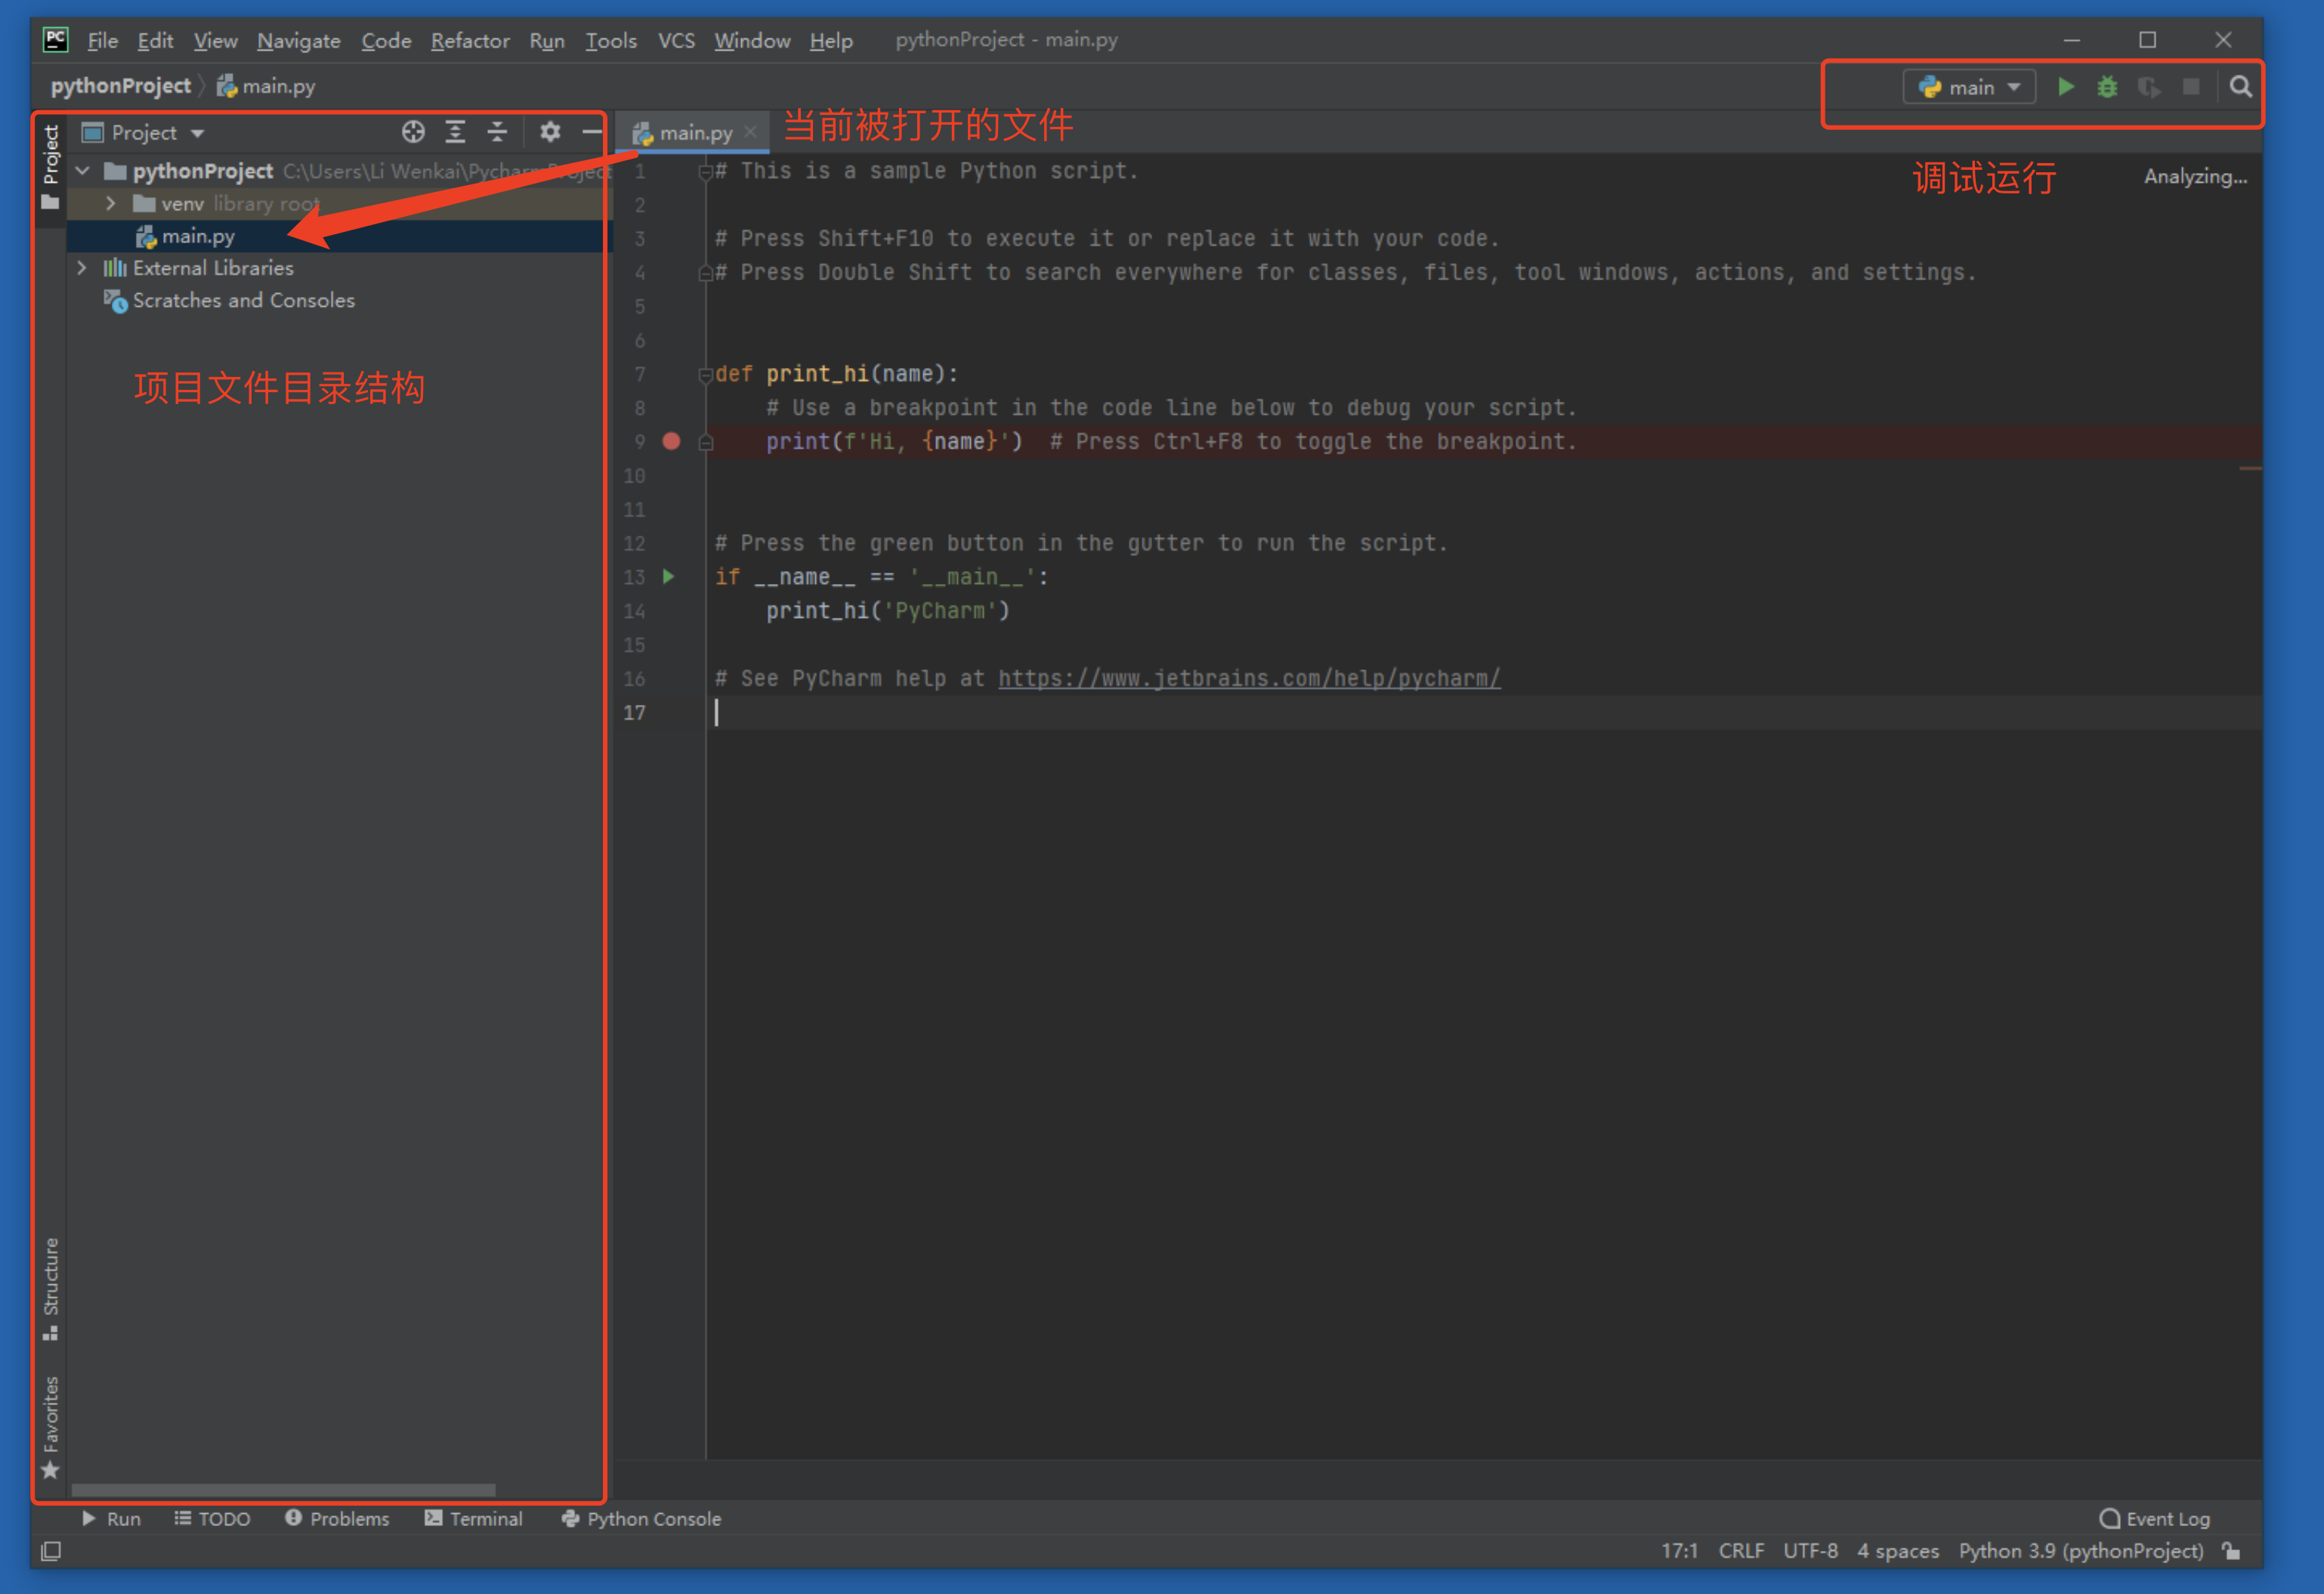 PC File Edit View Navigate Code Refactor Run Tools VCS Window Help pythonProject - main.py
pythonProject main.py
main
Project
Project
main.py
当前被打开的文件
pythonProject C:\Users\Li Wenkai\Pycharm Project
venv library root
main.py
External Libraries
Scratches and Consoles
项目文件目录结构
调试运行
Analyzing...
1 # This is a sample Python script.
2
3 # Press Shift+F10 to execute it or replace it with your code.
4 # Press Double Shift to search everywhere for classes, files, tool windows, actions, and settings.
5
6
7 def print_hi(name):
8 # Use a breakpoint in the code line below to debug your script.
9 print(f'Hi, {name}') # Press Ctrl+F8 to toggle the breakpoint.
10
11
12 # Press the green button in the gutter to run the script.
13 if __name__ == '__main__':
14 print_hi('PyCharm')
15
16 # See PyCharm help at https://www.jetbrains.com/help/pycharm/
17
Structure
Favorites
Run TODO Problems Terminal Python Console Event Log
17:1 CRLF UTF-8 4 spaces Python 3.9 (pythonProject)